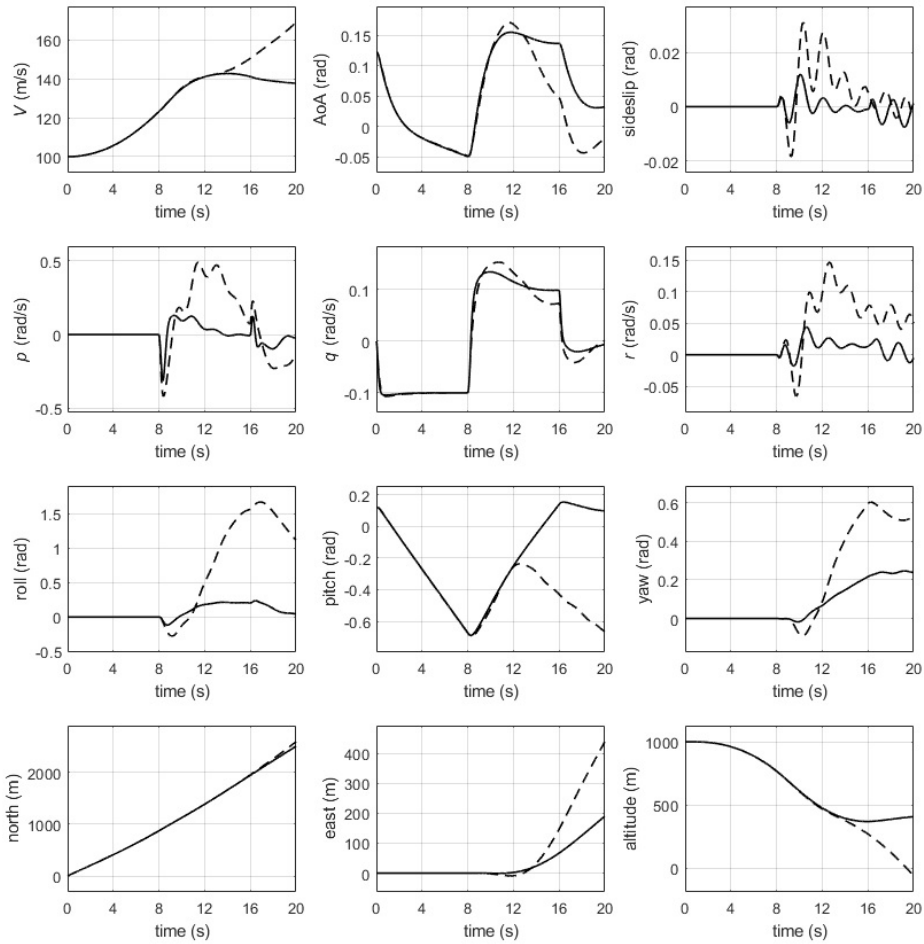 V (m/s)
160
140
120
100
0 4 8 12 16 20
time (s)
AoA (rad)
0.15
0.1
0.05
0
-0.05
0 4 8 12 16 20
time (s)
sideslip (rad)
0.02
0
-0.02
0 4 8 12 16 20
time (s)
p (rad/s)
0.5
0
-0.5
0 4 8 12 16 20
time (s)
q (rad/s)
0.1
0
-0.1
0 4 8 12 16 20
time (s)
r (rad/s)
0.15
0.1
0.05
0
-0.05
0 4 8 12 16 20
time (s)
roll (rad)
1.5
1
0.5
0
-0.5
0 4 8 12 16 20
time (s)
pitch (rad)
0.2
0
-0.2
-0.4
-0.6
0 4 8 12 16 20
time (s)
yaw (rad)
0.6
0.4
0.2
0
0 4 8 12 16 20
time (s)
north (m)
2000
1000
0
0 4 8 12 16 20
time (s)
east (m)
400
300
200
100
0
0 4 8 12 16 20
time (s)
altitude (m)
1000
500
0
0 4 8 12 16 20
time (s)